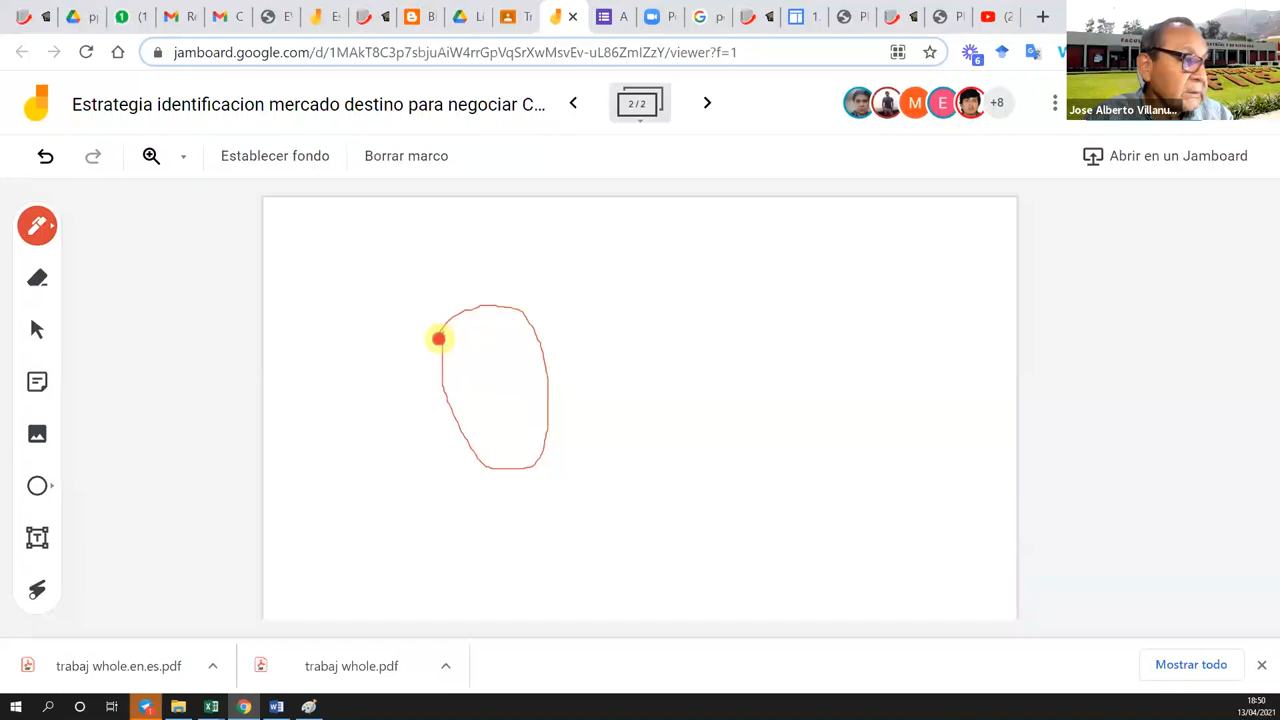 jamboard.google.com/d/1MAkT8C3p7sbjuAiW4rrGpVqSrXwMsvEv-uL86ZmIZzY/viewer?f=1
6
Jose Alberto Villanu...
Estrategia identificacion mercado destino para negociar C...
2 / 2
M
E
+8
Establecer fondo
Borrar marco
Abrir en un Jamboard
trabaj whole.en.es.pdf
trabaj whole.pdf
Mostrar todo
18:50
13/04/2021